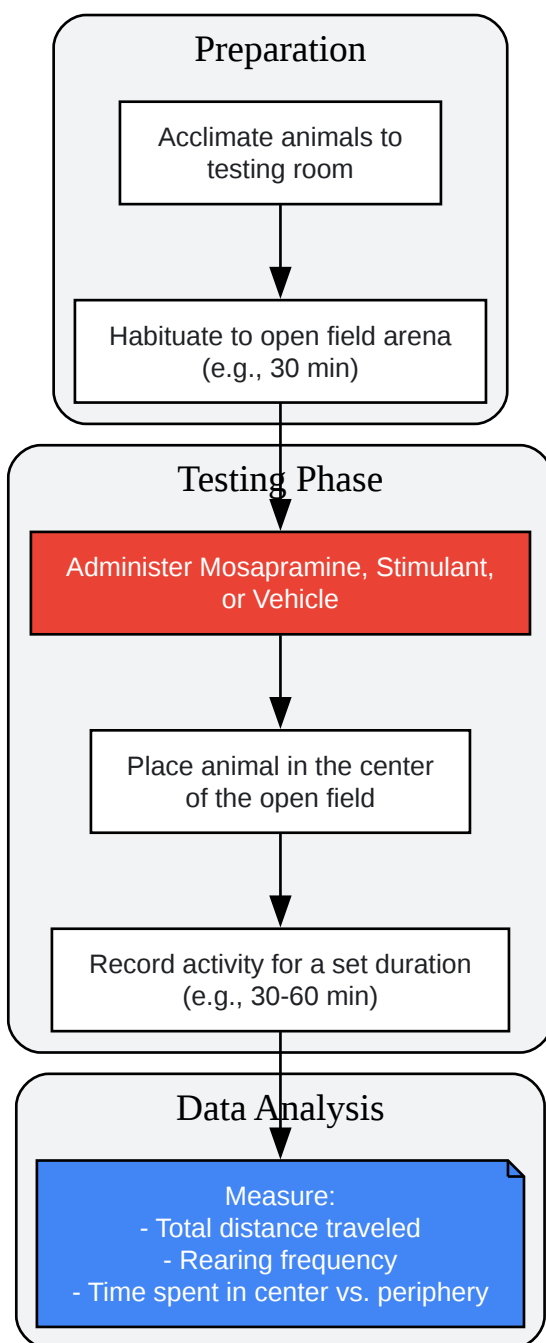 Preparation
Acclimate animals to
testing room
Habituate to open field arena
(e.g., 30 min)
Testing Phase
Administer Mosapramine, Stimulant,
or Vehicle
Place animal in the center
of the open field
Record activity for a set duration
(e.g., 30-60 min)
Data Analysis
Measure:
- Total distance traveled
- Rearing frequency
- Time spent in center vs. periphery